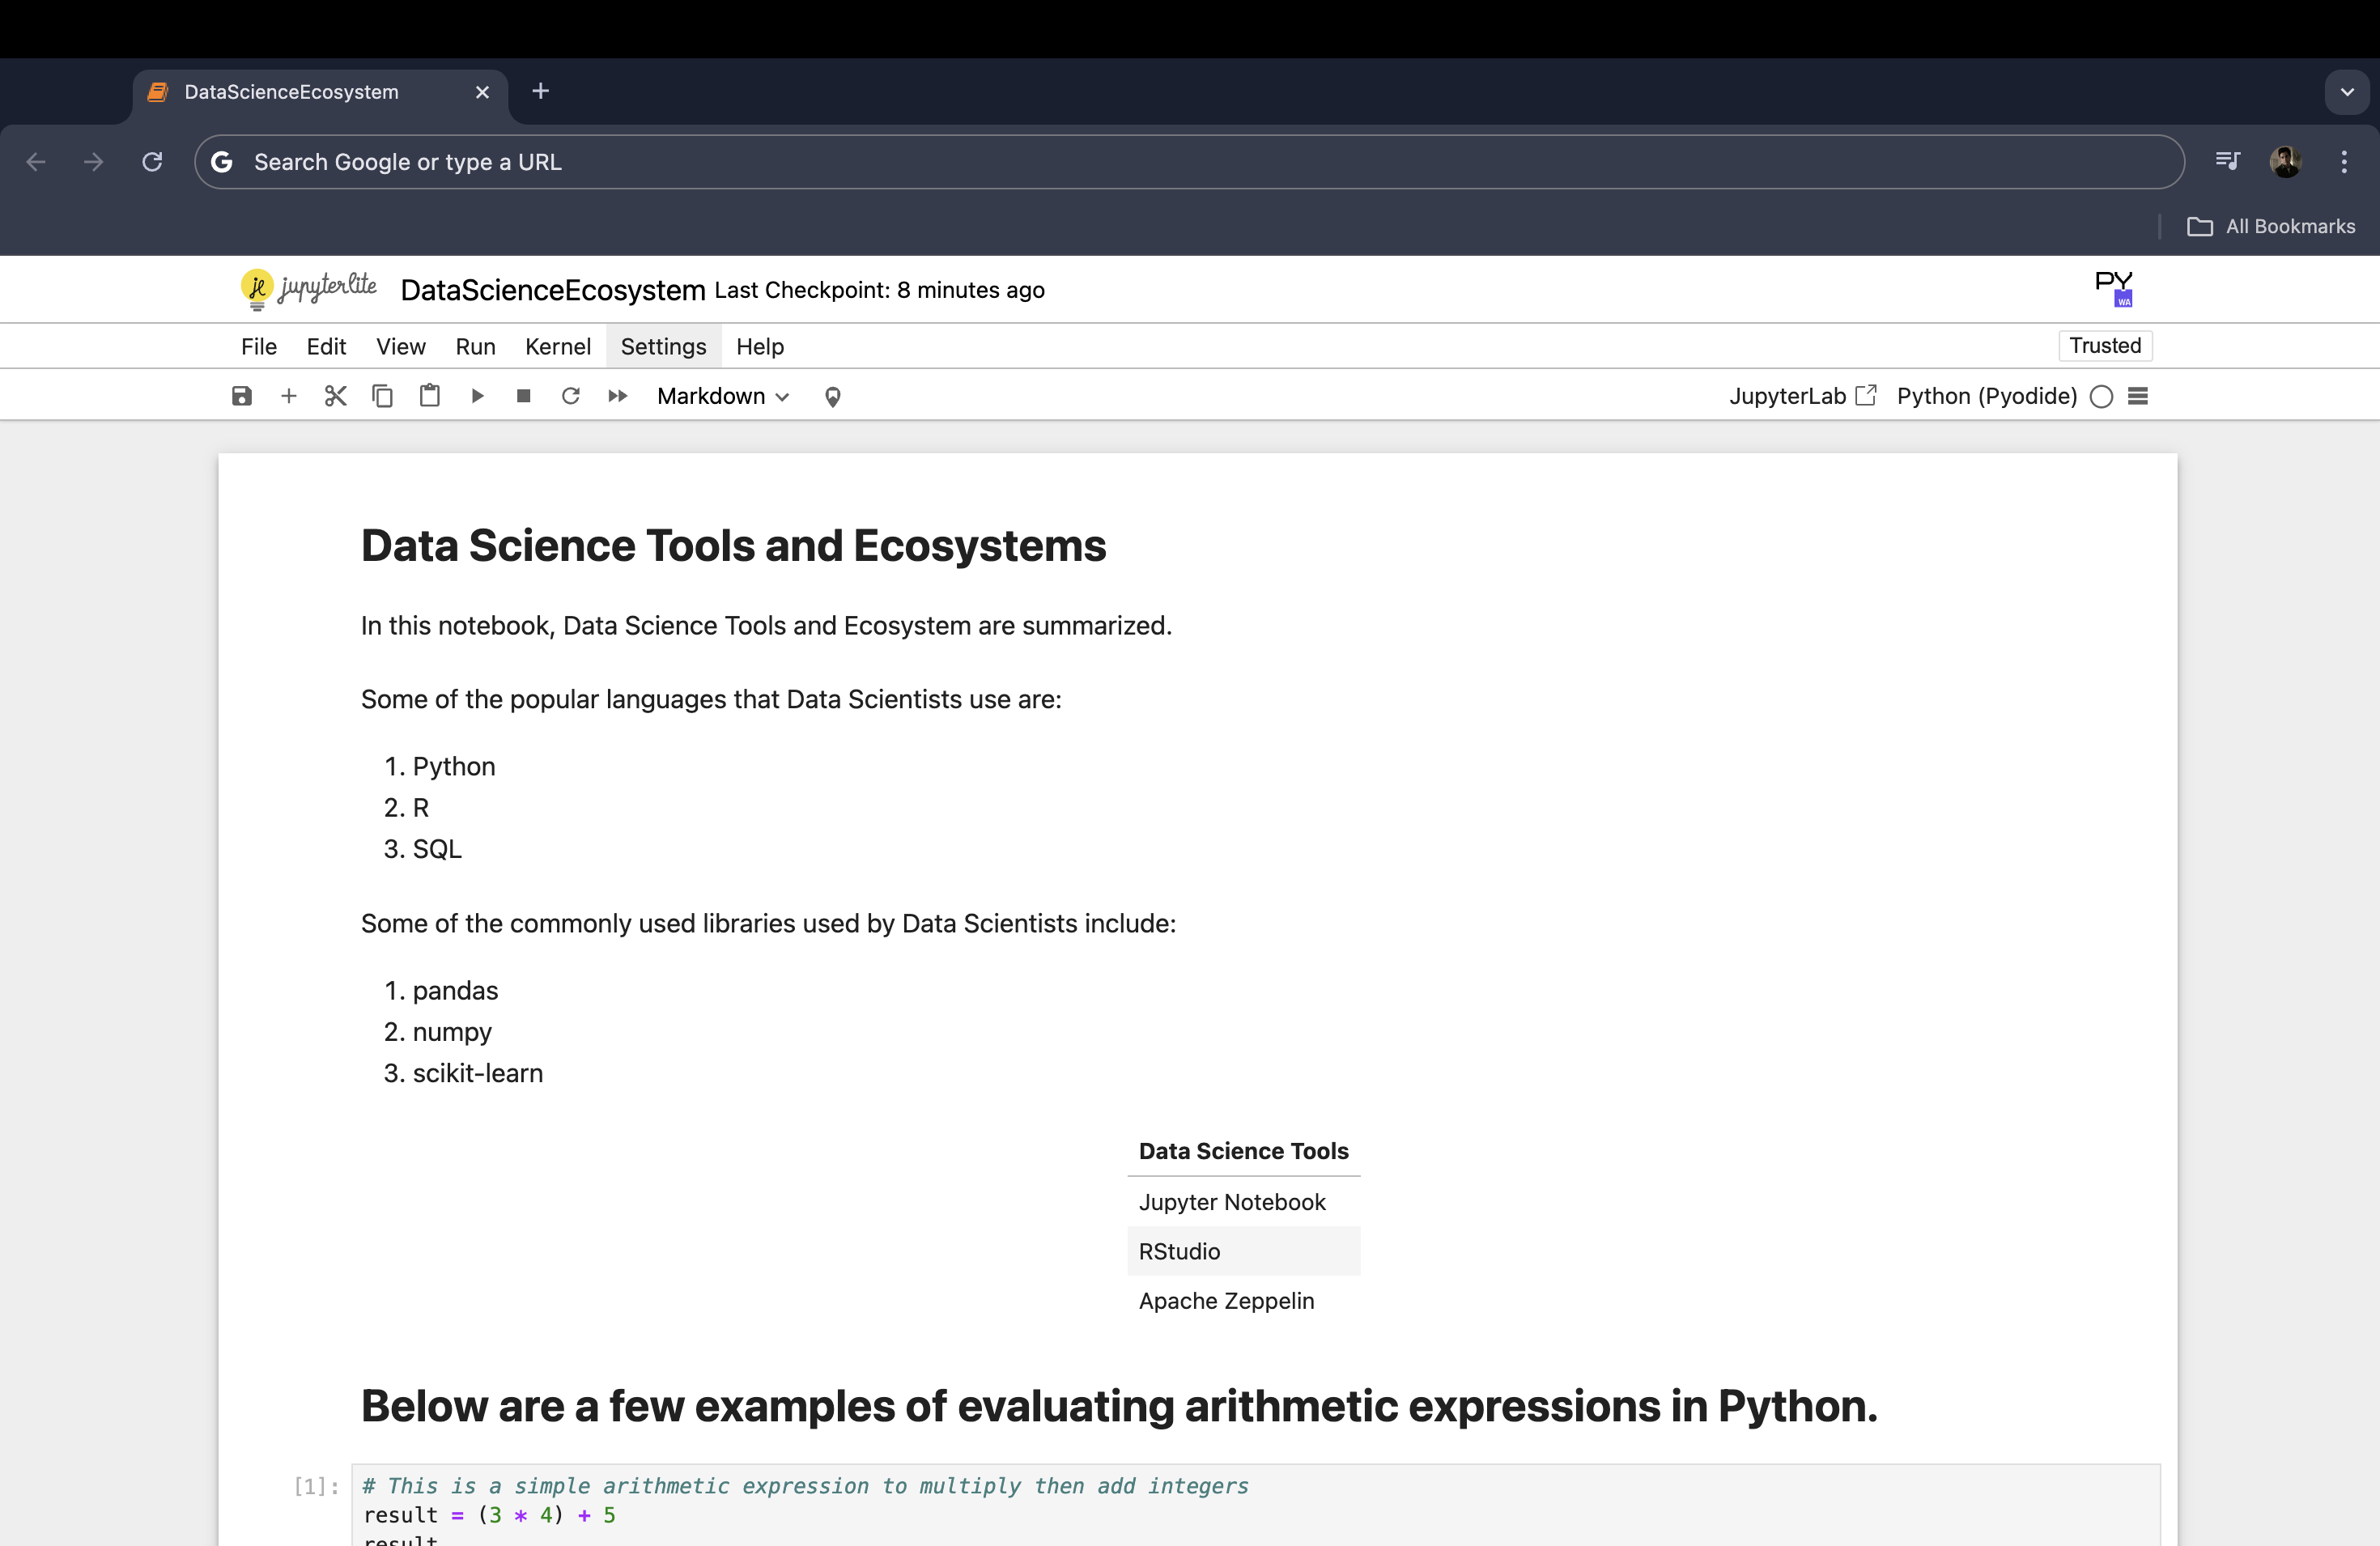 DataScienceEcosystem
Search Google or type a URL
All Bookmarks
jupyterlite DataScienceEcosystem Last Checkpoint: 8 minutes ago PY WA
File Edit View Run Kernel Settings Help Trusted
Markdown JupyterLab Python (Pyodide)
Data Science Tools and Ecosystems
In this notebook, Data Science Tools and Ecosystem are summarized.
Some of the popular languages that Data Scientists use are:
1. Python
2. R
3. SQL
Some of the commonly used libraries used by Data Scientists include:
1. pandas
2. numpy
3. scikit-learn
Data Science Tools
Jupyter Notebook
RStudio
Apache Zeppelin
Below are a few examples of evaluating arithmetic expressions in Python.
[1]: # This is a simple arithmetic expression to multiply then add integers
result = (3 * 4) + 5
result